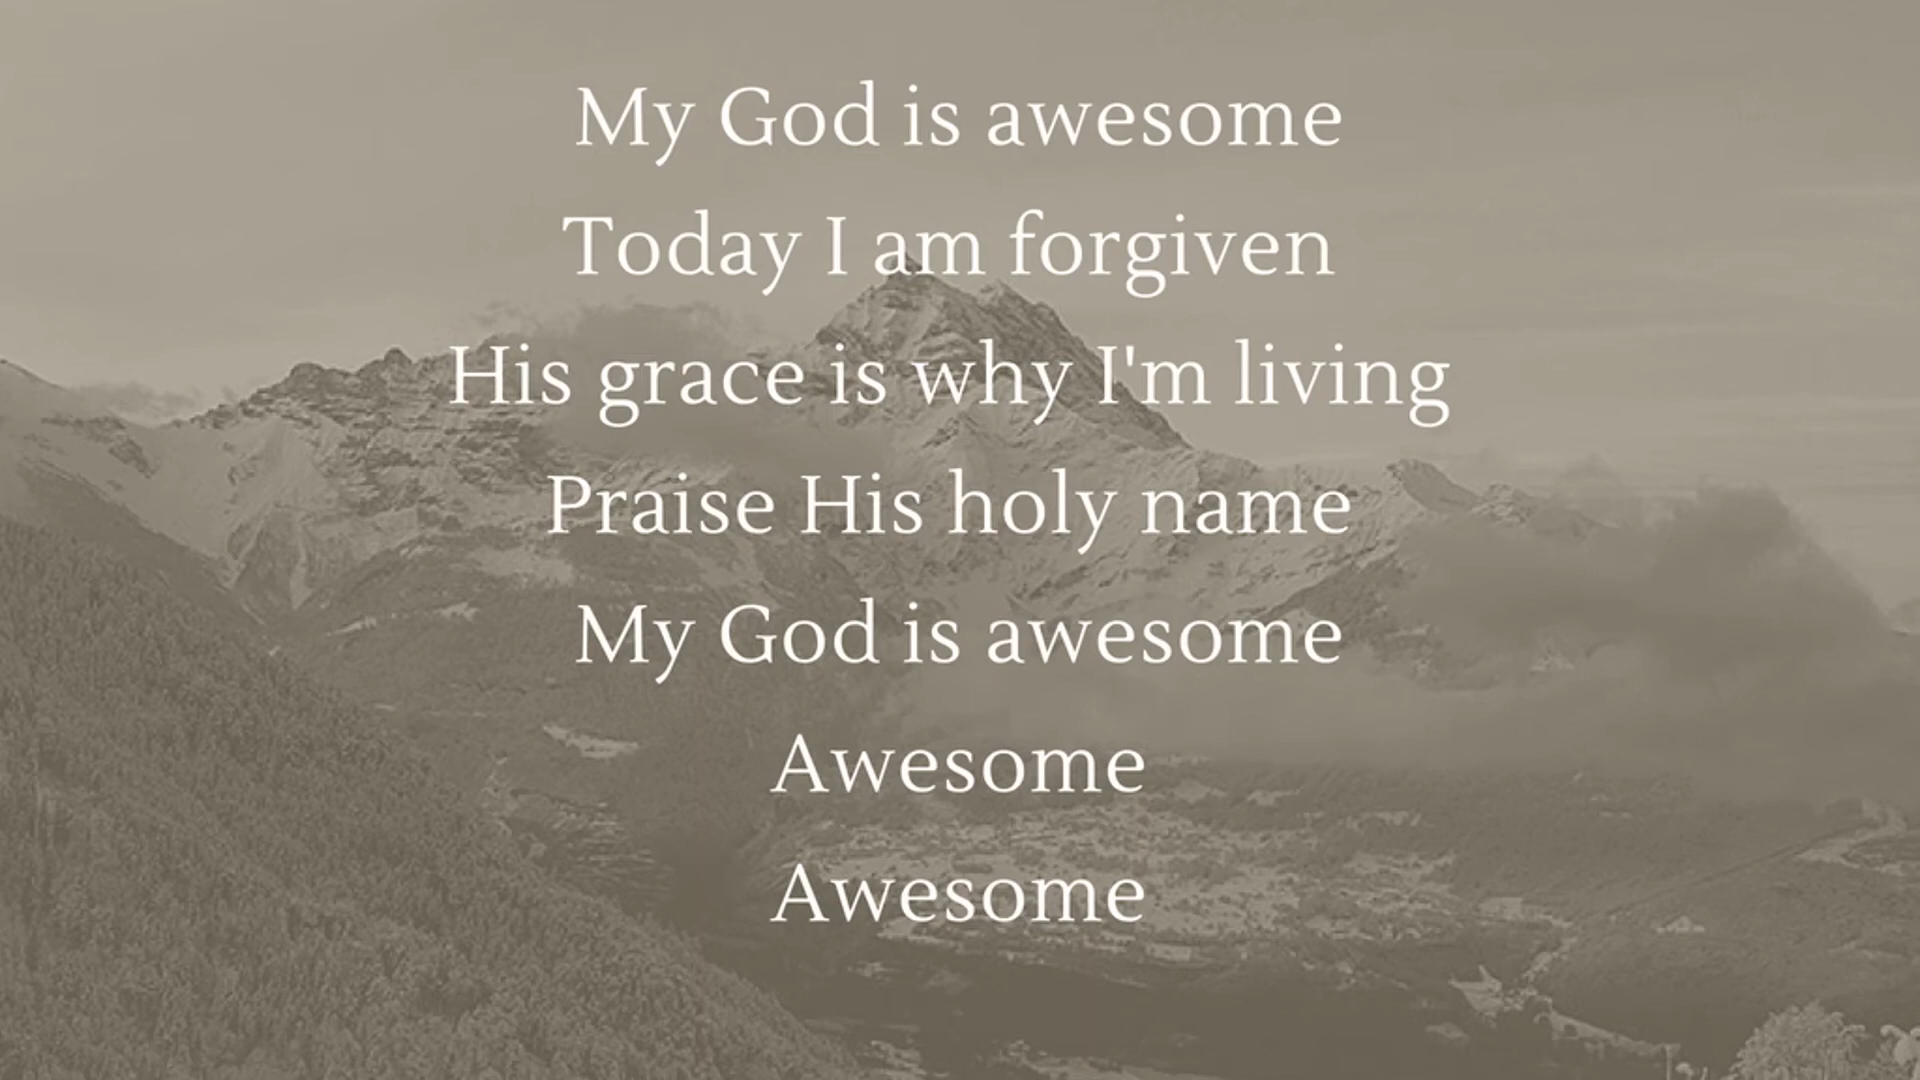 My God is awesome
Today I am forgiven
His grace is why I'm living
Praise His holy name
My God is awesome
Awesome
Awesome